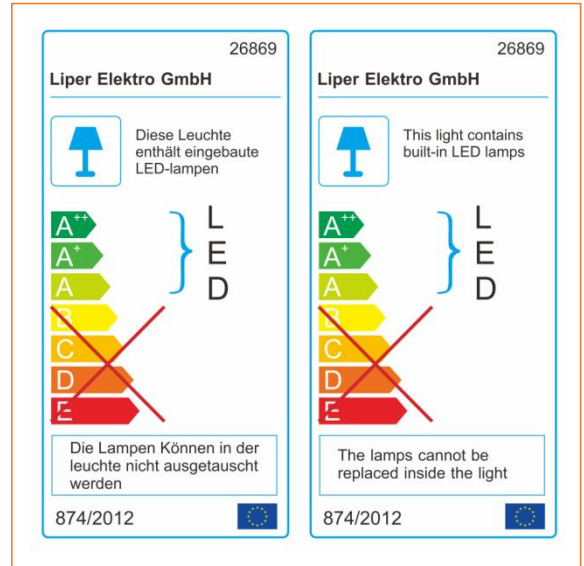 26869
Liper Elektro GmbH
Diese Leuchte
enthält eingebaute
LED-lampen
A++
A+
A
B
C
D
E
L
E
D
Die Lampen Können in der
leuchte nicht ausgetauscht
werden
874/2012
26869
Liper Elektro GmbH
This light contains
built-in LED lamps
A++
A+
A
B
C
D
E
L
E
D
The lamps cannot be
replaced inside the light
874/2012